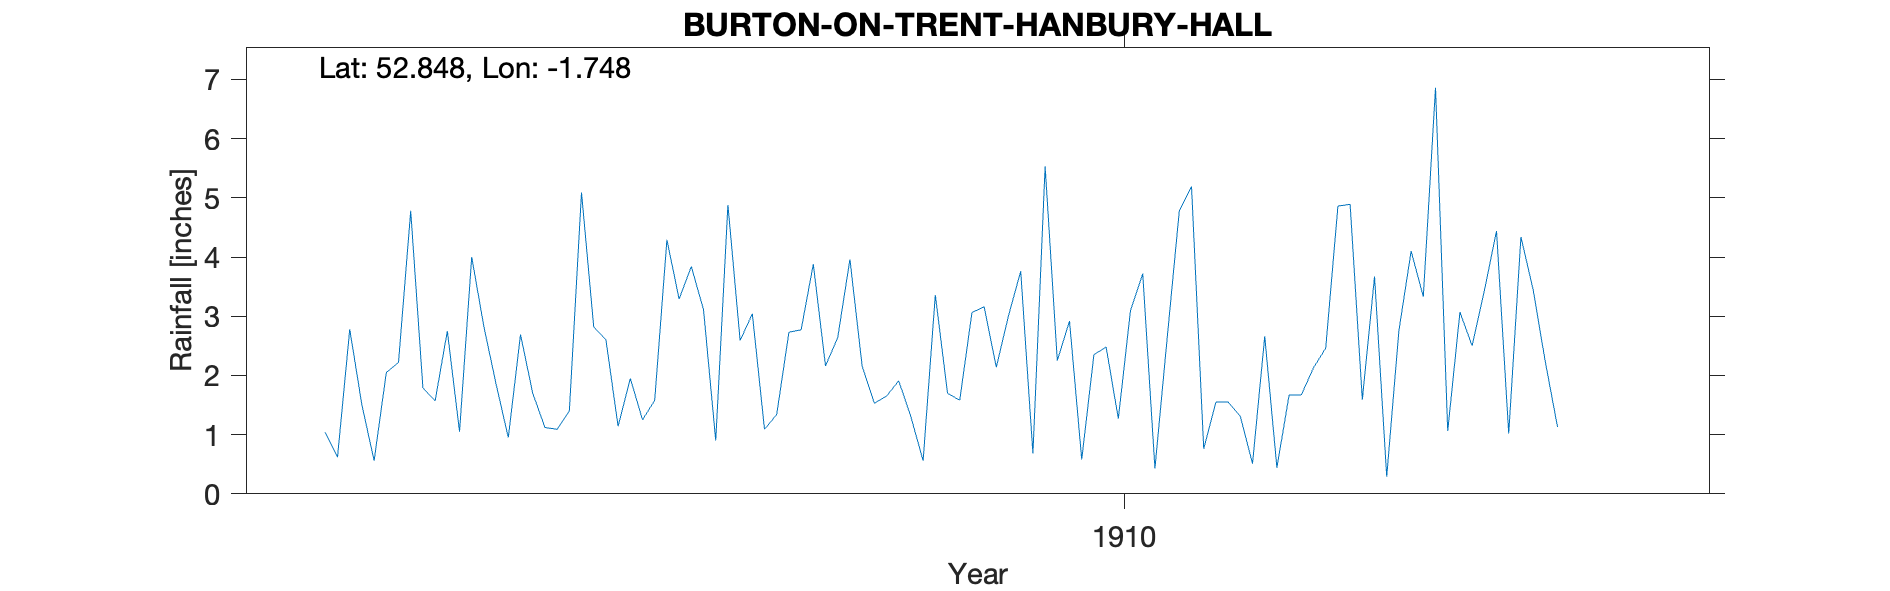 BURTON-ON-TRENT-HANBURY-HALL
Lat: 52.848, Lon: -1.748
7
6
5
4
3
2
1
0
Rainfall [inches]
1910
Year